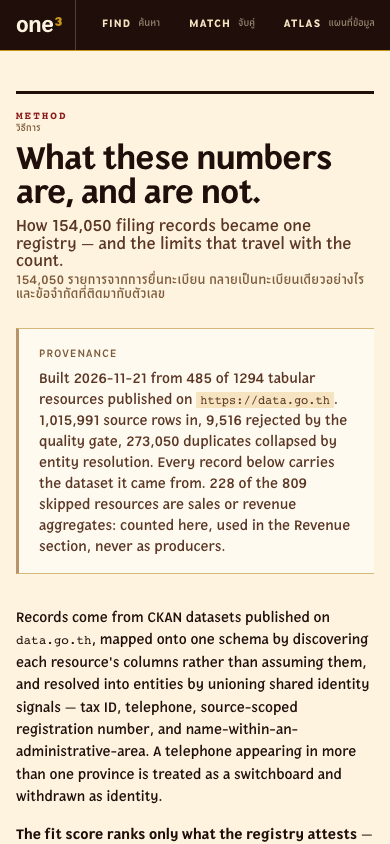 one³
FIND ค้นหา MATCH จับคู่ ATLAS แผนที่ข้อมูล
METHOD
วิธีการ
What these numbers
are, and are not.
How 154,050 filing records became one
registry — and the limits that travel with the
count.
154,050 รายการจากการยื่นทะเบียน กลายเป็นทะเบียนเดียวอย่างไร
และข้อจำกัดที่ติดมากับตัวเลข
PROVENANCE
Built 2026-11-21 from 485 of 1294 tabular
resources published on https://data.go.th.
1,015,991 source rows in, 9,516 rejected by the
quality gate, 273,050 duplicates collapsed by
entity resolution. Every record below carries
the dataset it came from. 228 of the 809
skipped resources are sales or revenue
aggregates: counted here, used in the Revenue
section, never as producers.
Records come from CKAN datasets published on
data.go.th, mapped onto one schema by discovering
each resource's columns rather than assuming them,
and resolved into entities by unioning shared identity
signals — tax ID, telephone, source-scoped
registration number, and name-within-an-
administrative-area. A telephone appearing in more
than one province is treated as a switchboard and
withdrawn as identity.
The fit score ranks only what the registry attests —